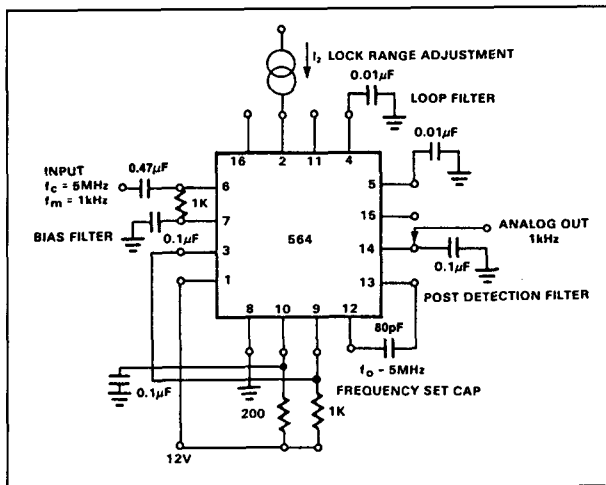 I₂ LOCK RANGE ADJUSTMENT
0.01µF
LOOP FILTER
0.01µF
16
2
11
4
INPUT
fc = 5MHz
fm = 1kHz
0.47µF
6
5
1K
7
15
BIAS FILTER
0.1µF
3
564
14
ANALOG OUT
1kHz
0.1µF
1
13
POST DETECTION FILTER
8
10
9
12
80pF
fo - 5MHz
0.1µF
FREQUENCY SET CAP
200
1K
12V